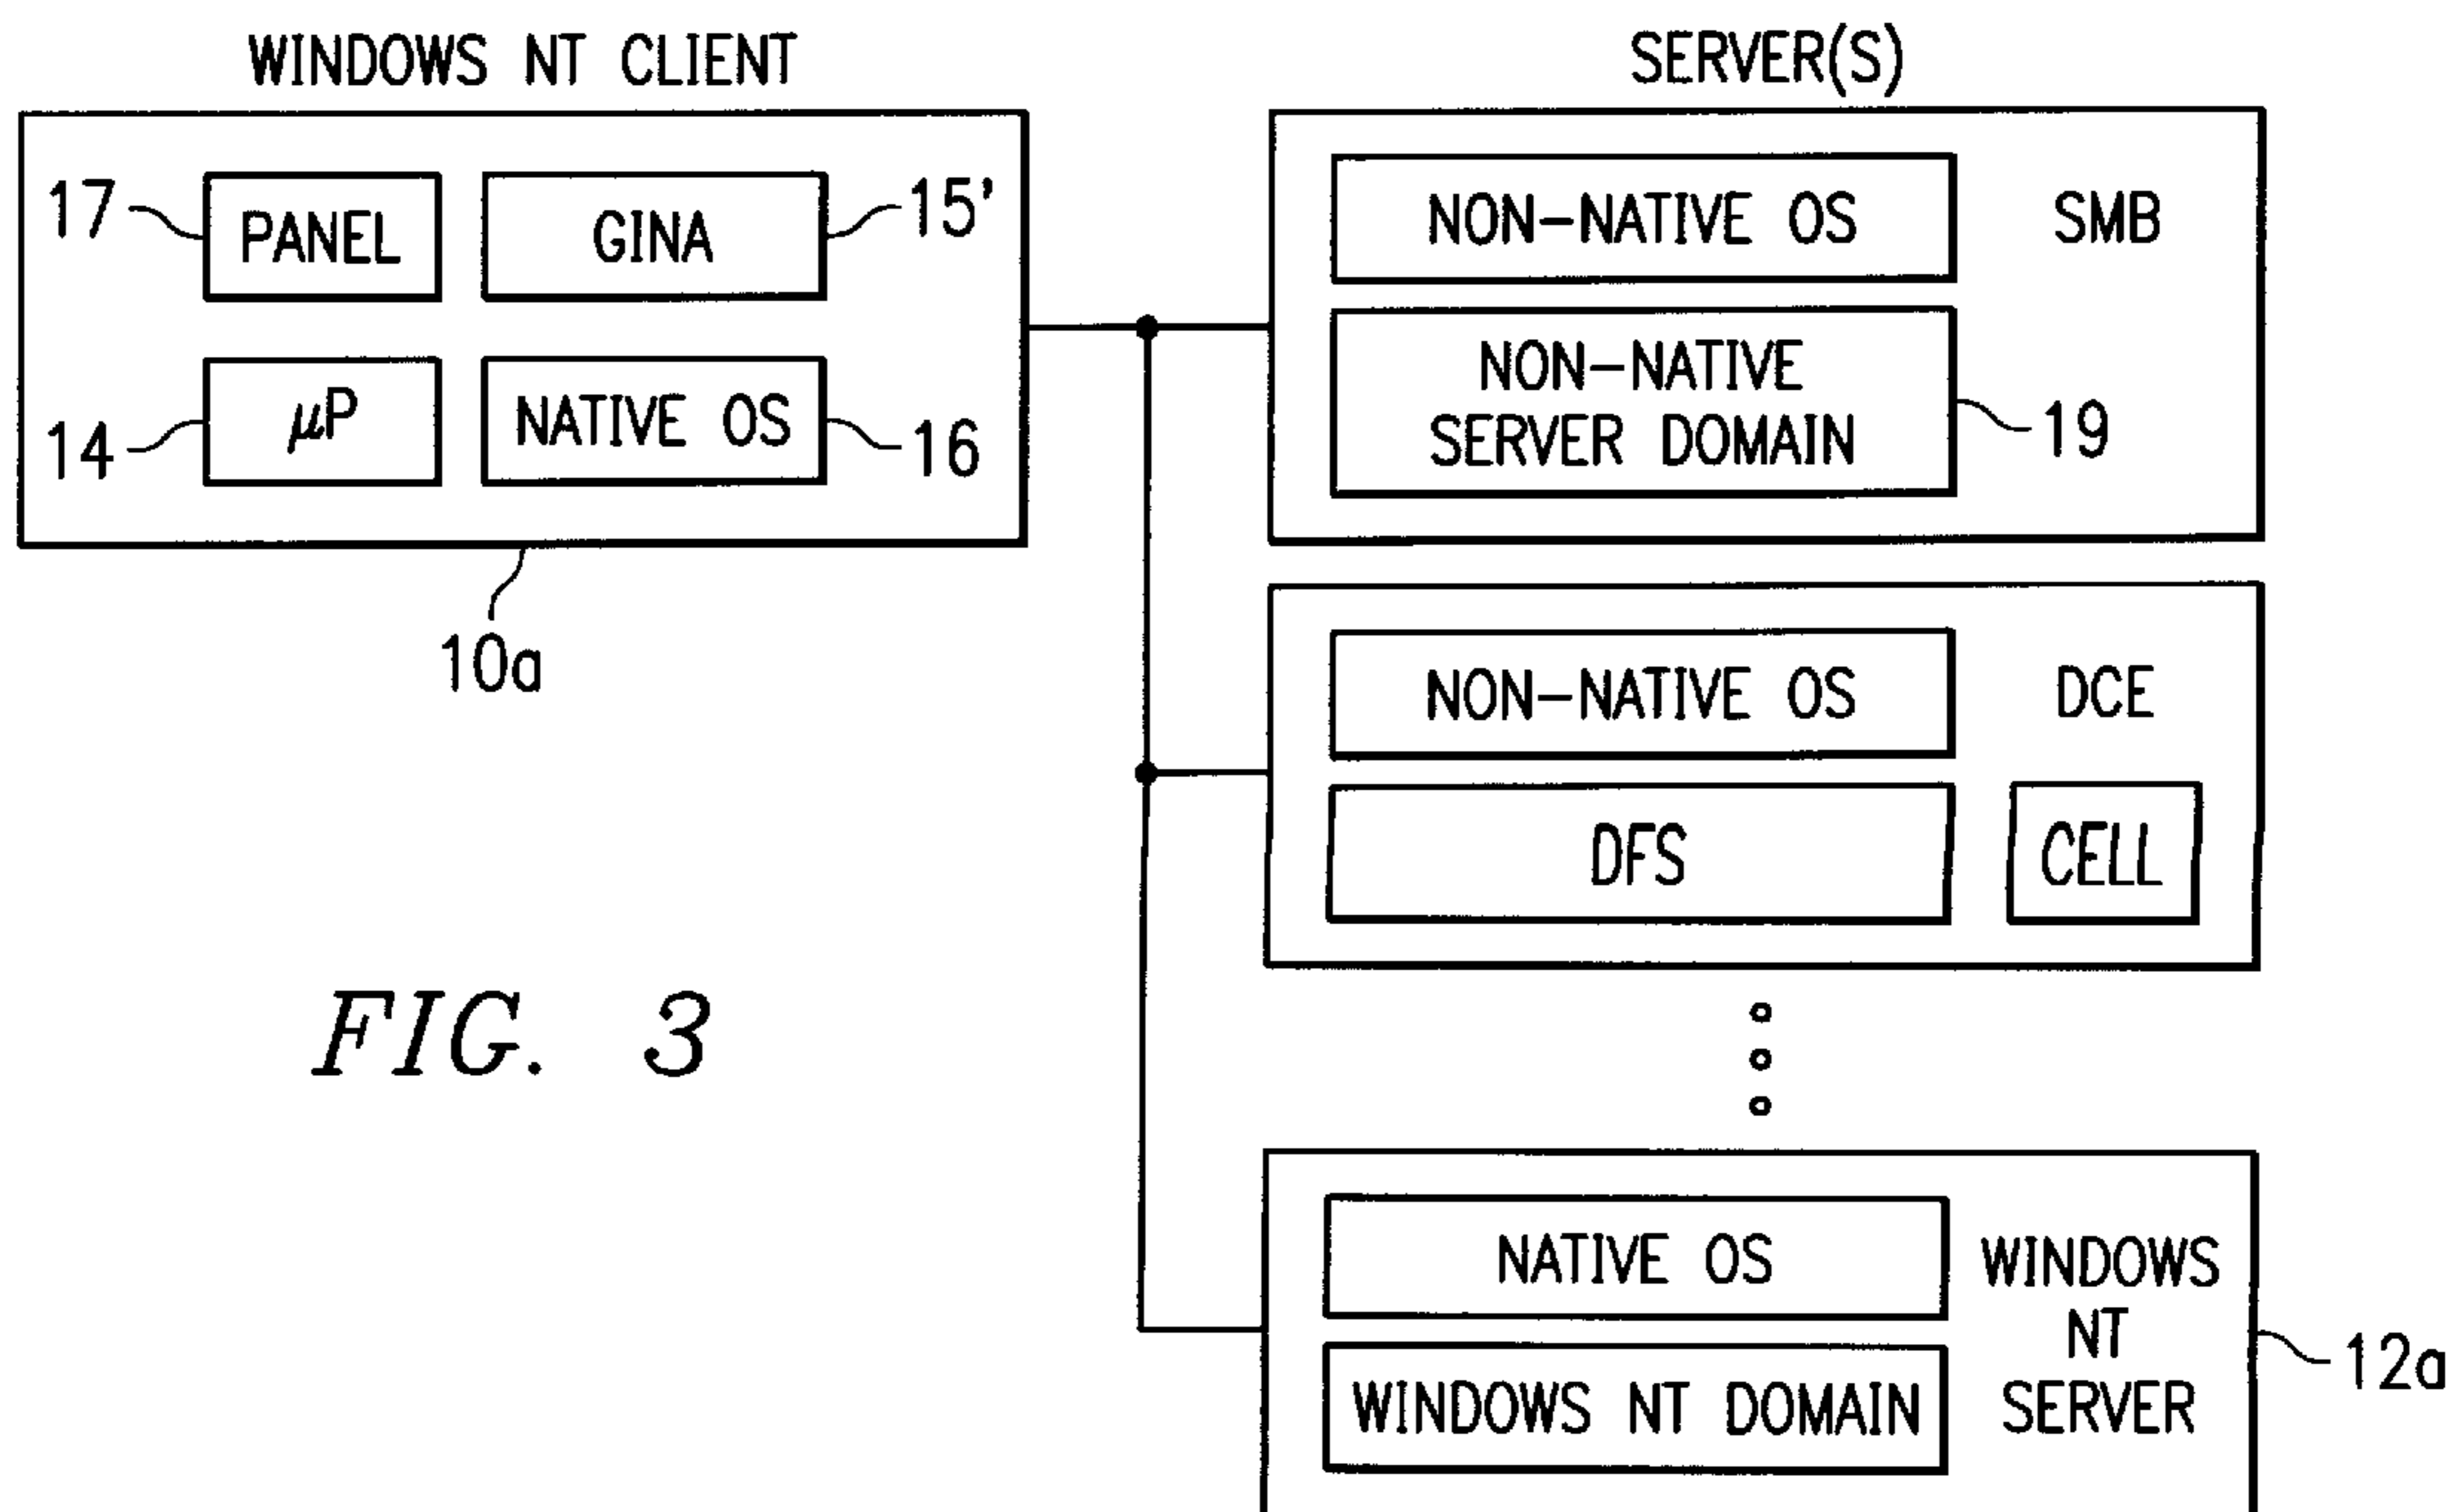 WINDOWS NT CLIENT
17
PANEL
GINA
15'
14
μP
NATIVE OS
16
10a
SERVER(S)
NON-NATIVE OS
SMB
NON-NATIVE
SERVER DOMAIN
19
NON-NATIVE OS
DCE
DFS
CELL
NATIVE OS
WINDOWS
NT
SERVER
WINDOWS NT DOMAIN
12a
FIG. 3